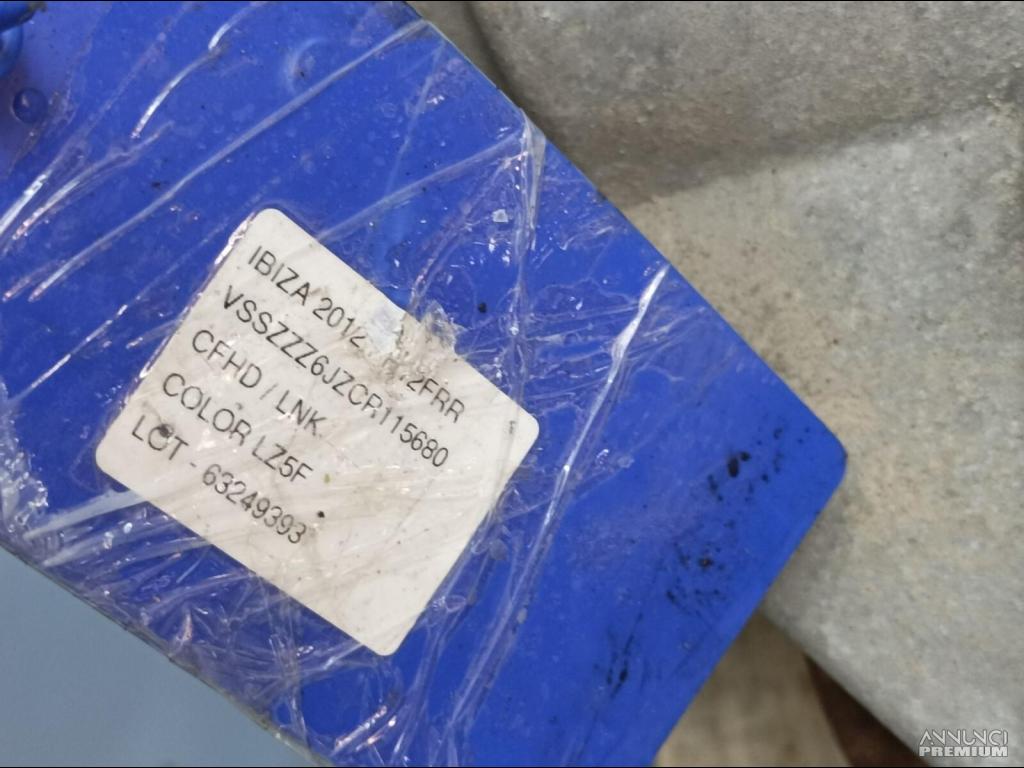 IBIZA 2012 2FRR
VSSZZZ6JZCR115680
CFHD / LNK
COLOR LZ5F
LOT - 63249393
ANNUNCI
PREMIUM